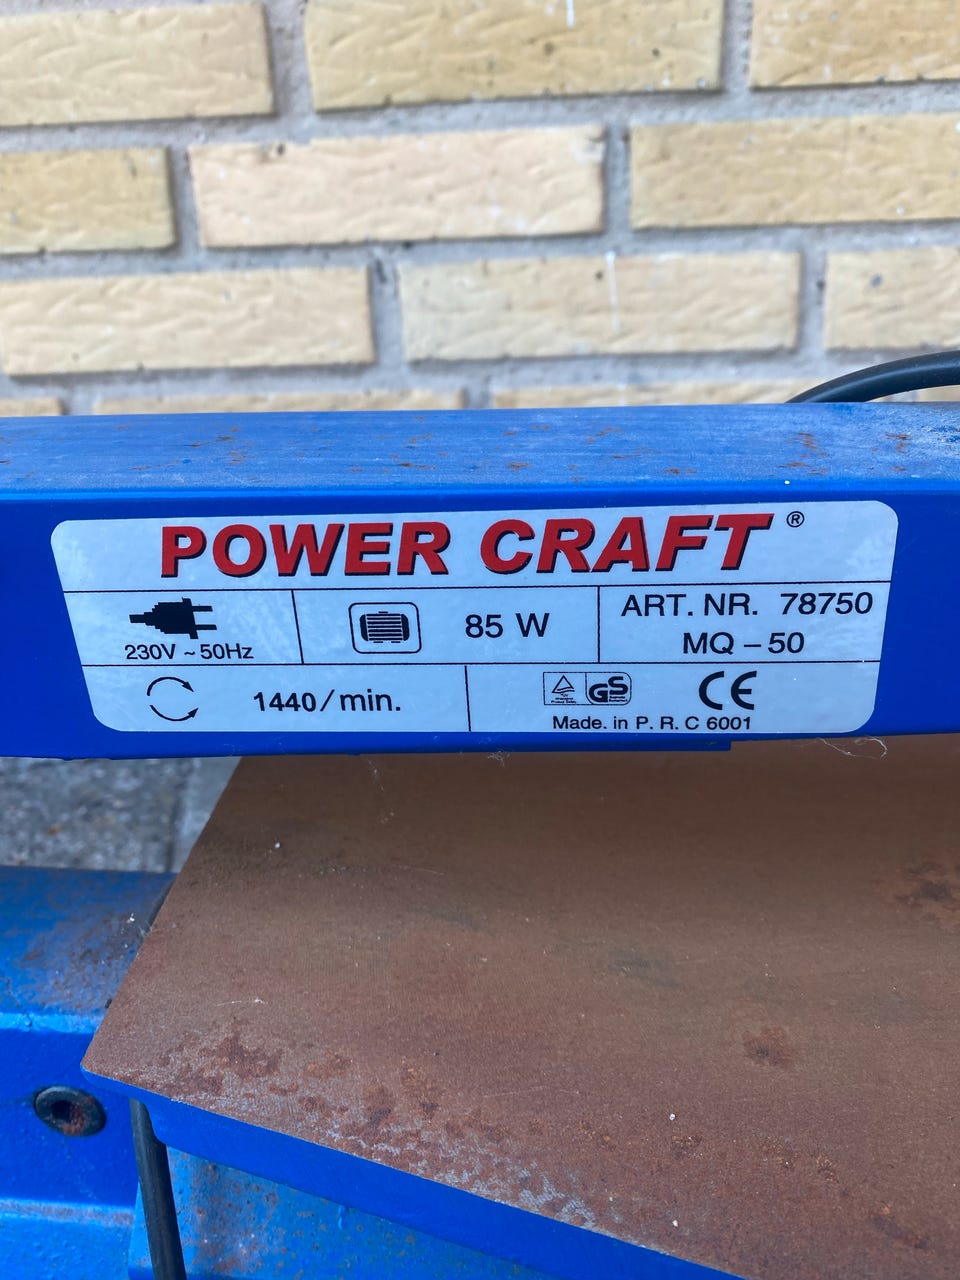 POWER CRAFT ®
230V ~ 50Hz
85 W
ART. NR. 78750
MQ – 50
1440/min.
GS
CE
Made. in P. R. C 6001